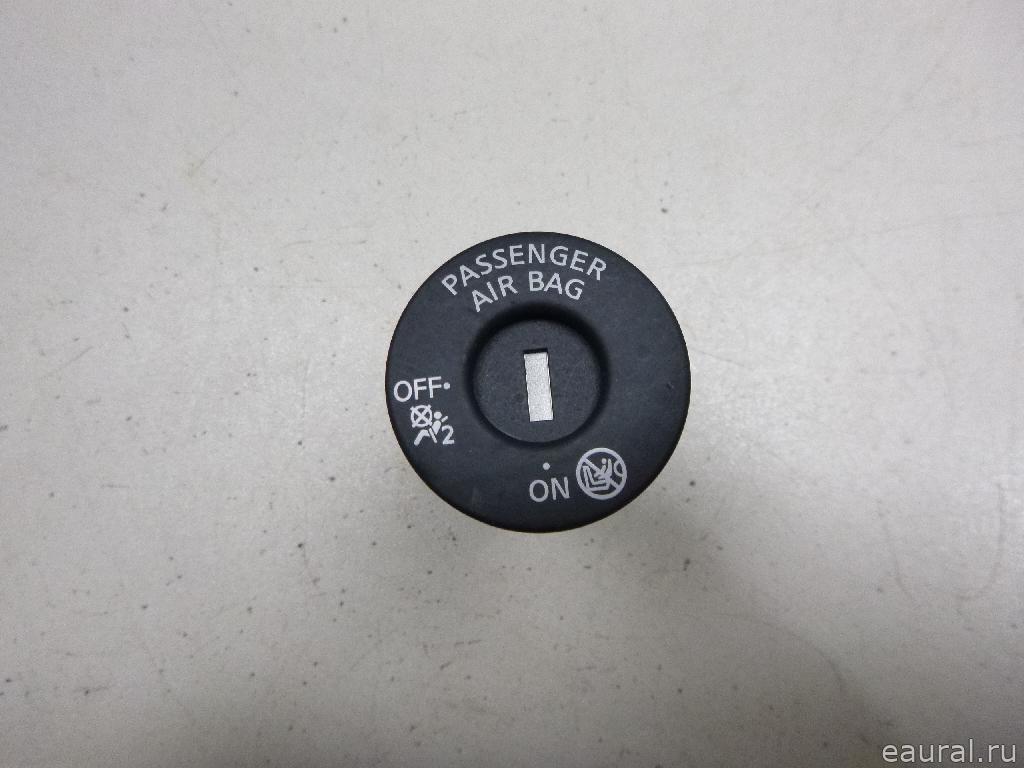 PASSENGER
AIR BAG
OFF
2
ON
eaural.ru